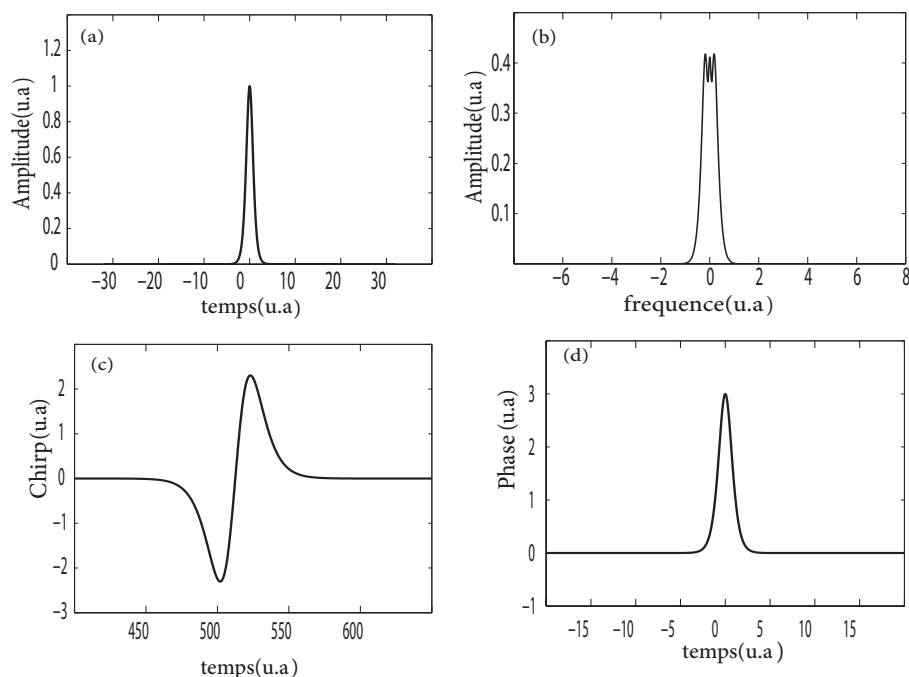 (a)
Amplitude(u.a)
1.2
1
0.8
0.6
0.4
0.2
0
−30 −20 −10 0 10 20 30
temps(u.a)
(b)
Amplitude(u.a)
0.4
0.3
0.2
0.1
−6 −4 −2 0 2 4 6 8
frequence(u.a)
(c)
Chirp(u.a)
2
1
0
−1
−2
−3
450 500 550 600
temps(u.a)
(d)
Phase (u.a)
3
2
1
0
−1
−15 −10 −5 0 5 10 15
temps(u.a)